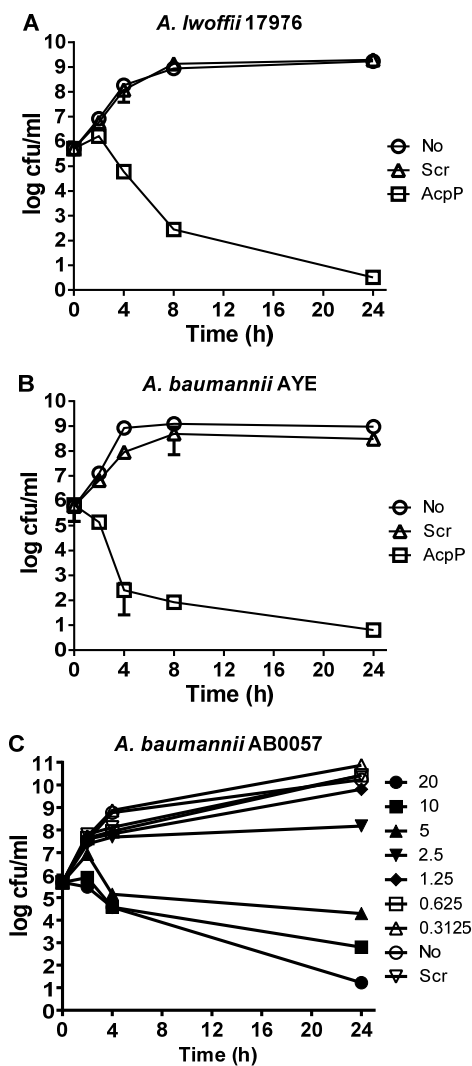 A
A. lwoffii 17976
log cfu/ml
10
9
8
7
6
5
4
3
2
1
0
0 4 8 12 16 20 24
Time (h)
No
Scr
AcpP
B
A. baumannii AYE
log cfu/ml
10
9
8
7
6
5
4
3
2
1
0
0 4 8 12 16 20 24
Time (h)
No
Scr
AcpP
C
A. baumannii AB0057
log cfu/ml
11
10
9
8
7
6
5
4
3
2
1
0
0 4 8 12 16 20 24
Time (h)
20
10
5
2.5
1.25
0.625
0.3125
No
Scr